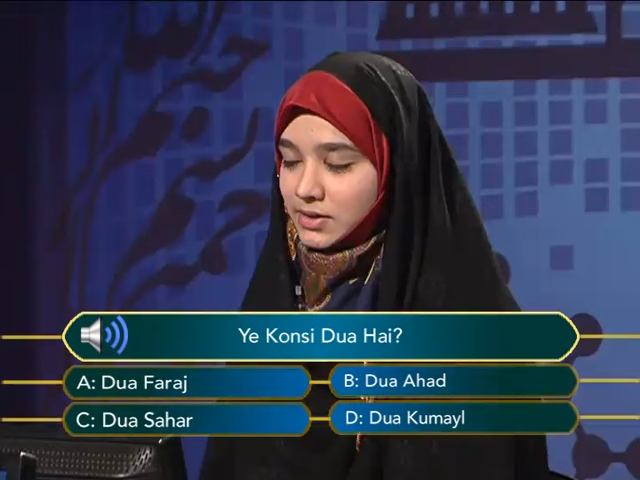 Ye Konsi Dua Hai?
A: Dua Faraj
B: Dua Ahad
C: Dua Sahar
D: Dua Kumayl